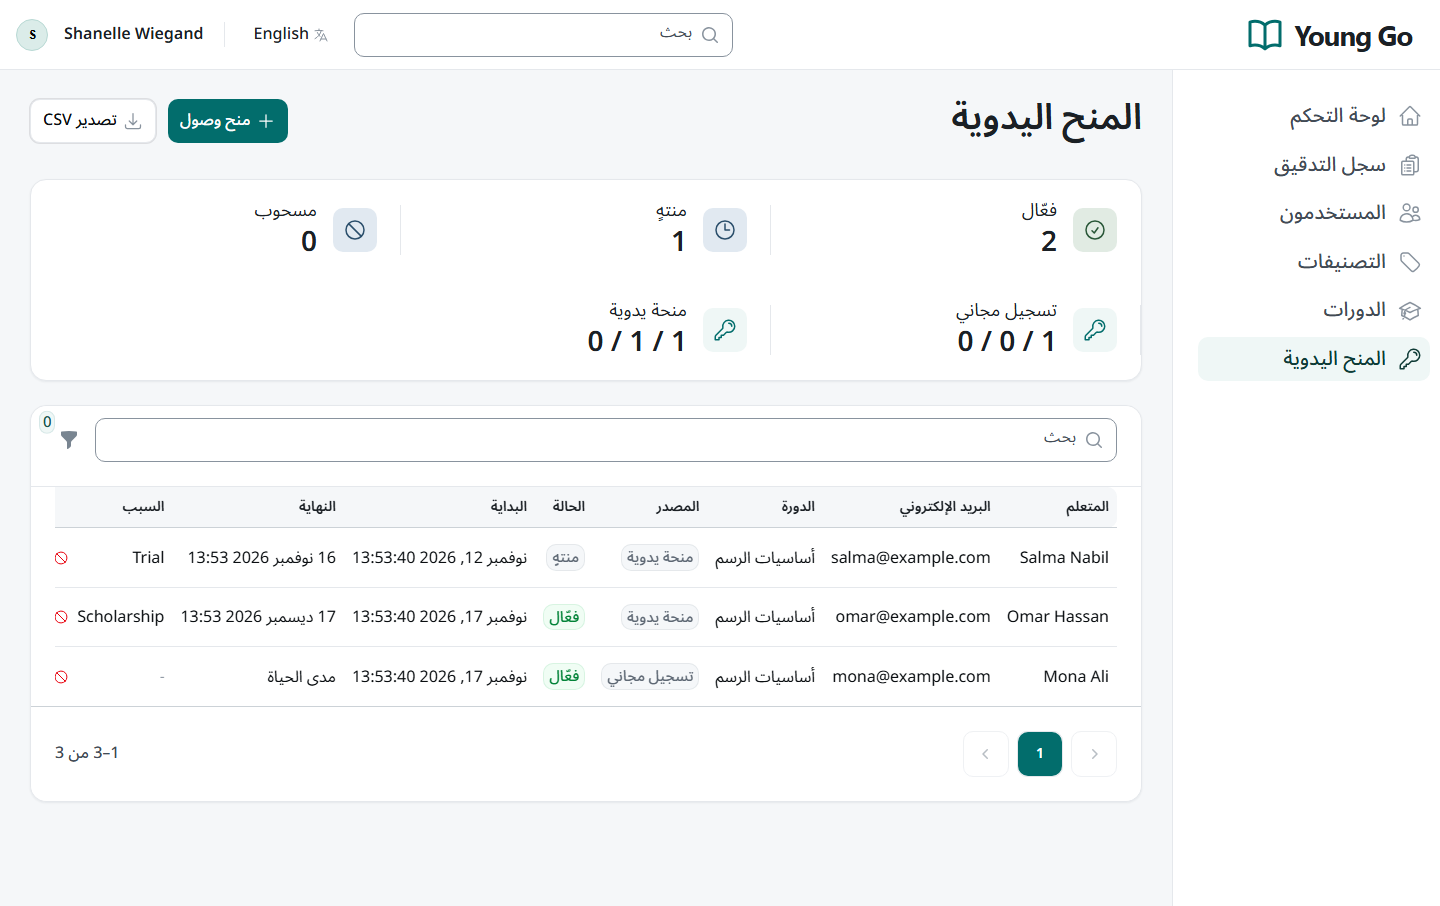 Young Go
بحث
English
Shanelle Wiegand
S
لوحة التحكم
سجل التدقيق
المستخدمون
التصنيفات
الدورات
المنح اليدوية
المنح اليدوية
منح وصول
تصدير CSV
فعّال
2
منتهٍ
1
مسحوب
0
تسجيل مجاني
1 / 0 / 0
منحة يدوية
1 / 1 / 0
بحث
0
المتعلم البريد الإلكتروني الدورة المصدر الحالة البداية النهاية السبب
Salma Nabil salma@example.com أساسيات الرسم منحة يدوية منتهٍ نوفمبر 12, 2026 13:53:40 16 نوفمبر 2026 13:53 Trial
Omar Hassan omar@example.com أساسيات الرسم منحة يدوية فعّال نوفمبر 17, 2026 13:53:40 17 ديسمبر 2026 13:53 Scholarship
Mona Ali mona@example.com أساسيات الرسم تسجيل مجاني فعّال نوفمبر 17, 2026 13:53:40 مدى الحياة -
1
1–3 من 3